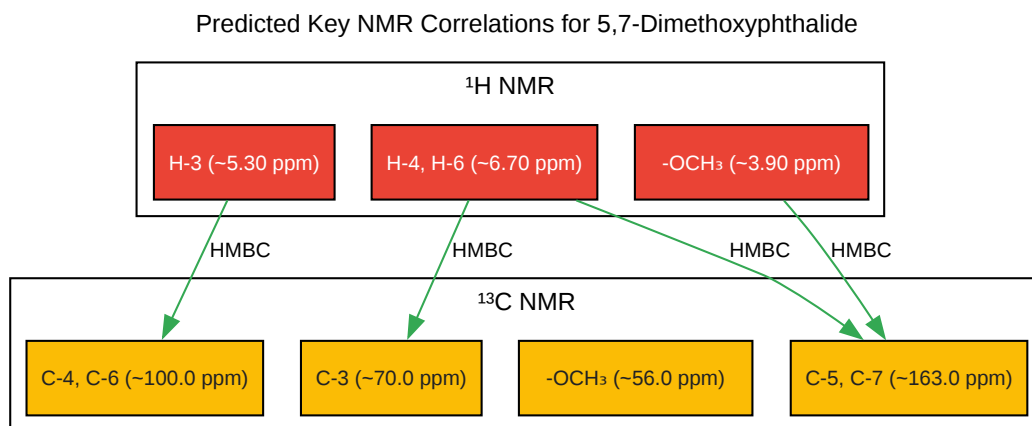 Predicted Key NMR Correlations for 5,7-Dimethoxyphthalide
¹H NMR
H-3 (~5.30 ppm)
H-4, H-6 (~6.70 ppm)
-OCH₃ (~3.90 ppm)
HMBC
HMBC
HMBC
HMBC
¹³C NMR
C-4, C-6 (~100.0 ppm)
C-3 (~70.0 ppm)
-OCH₃ (~56.0 ppm)
C-5, C-7 (~163.0 ppm)